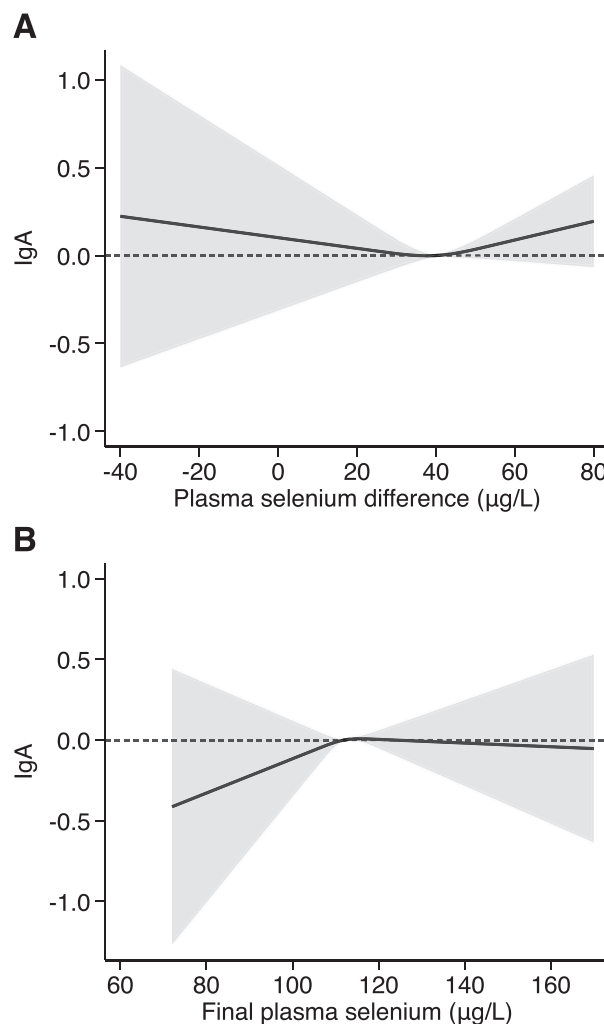 A
1.0
0.5
0.0
-0.5
-1.0
IgA
-40 -20 0 20 40 60 80
Plasma selenium difference (µg/L)
B
1.0
0.5
0.0
-0.5
-1.0
IgA
60 80 100 120 140 160
Final plasma selenium (µg/L)